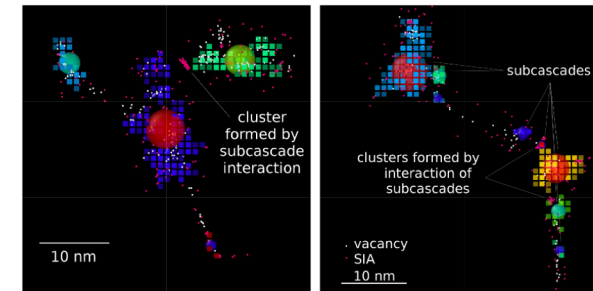 cluster
formed by
subcascade
interaction
10 nm
subcascades
clusters formed by
interaction of
subcascades
vacancy
SIA
10 nm